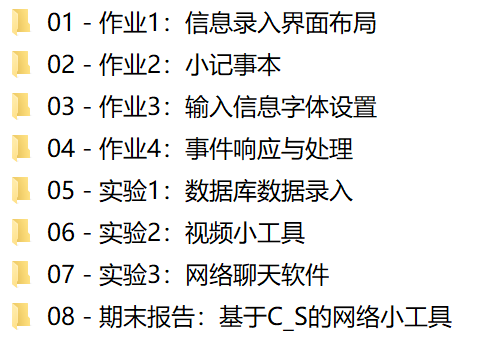 01 - 作业1：信息录入界面布局
02 - 作业2：小记事本
03 - 作业3：输入信息字体设置
04 - 作业4：事件响应与处理
05 - 实验1：数据库数据录入
06 - 实验2：视频小工具
07 - 实验3：网络聊天软件
08 - 期末报告：基于C_S的网络小工具